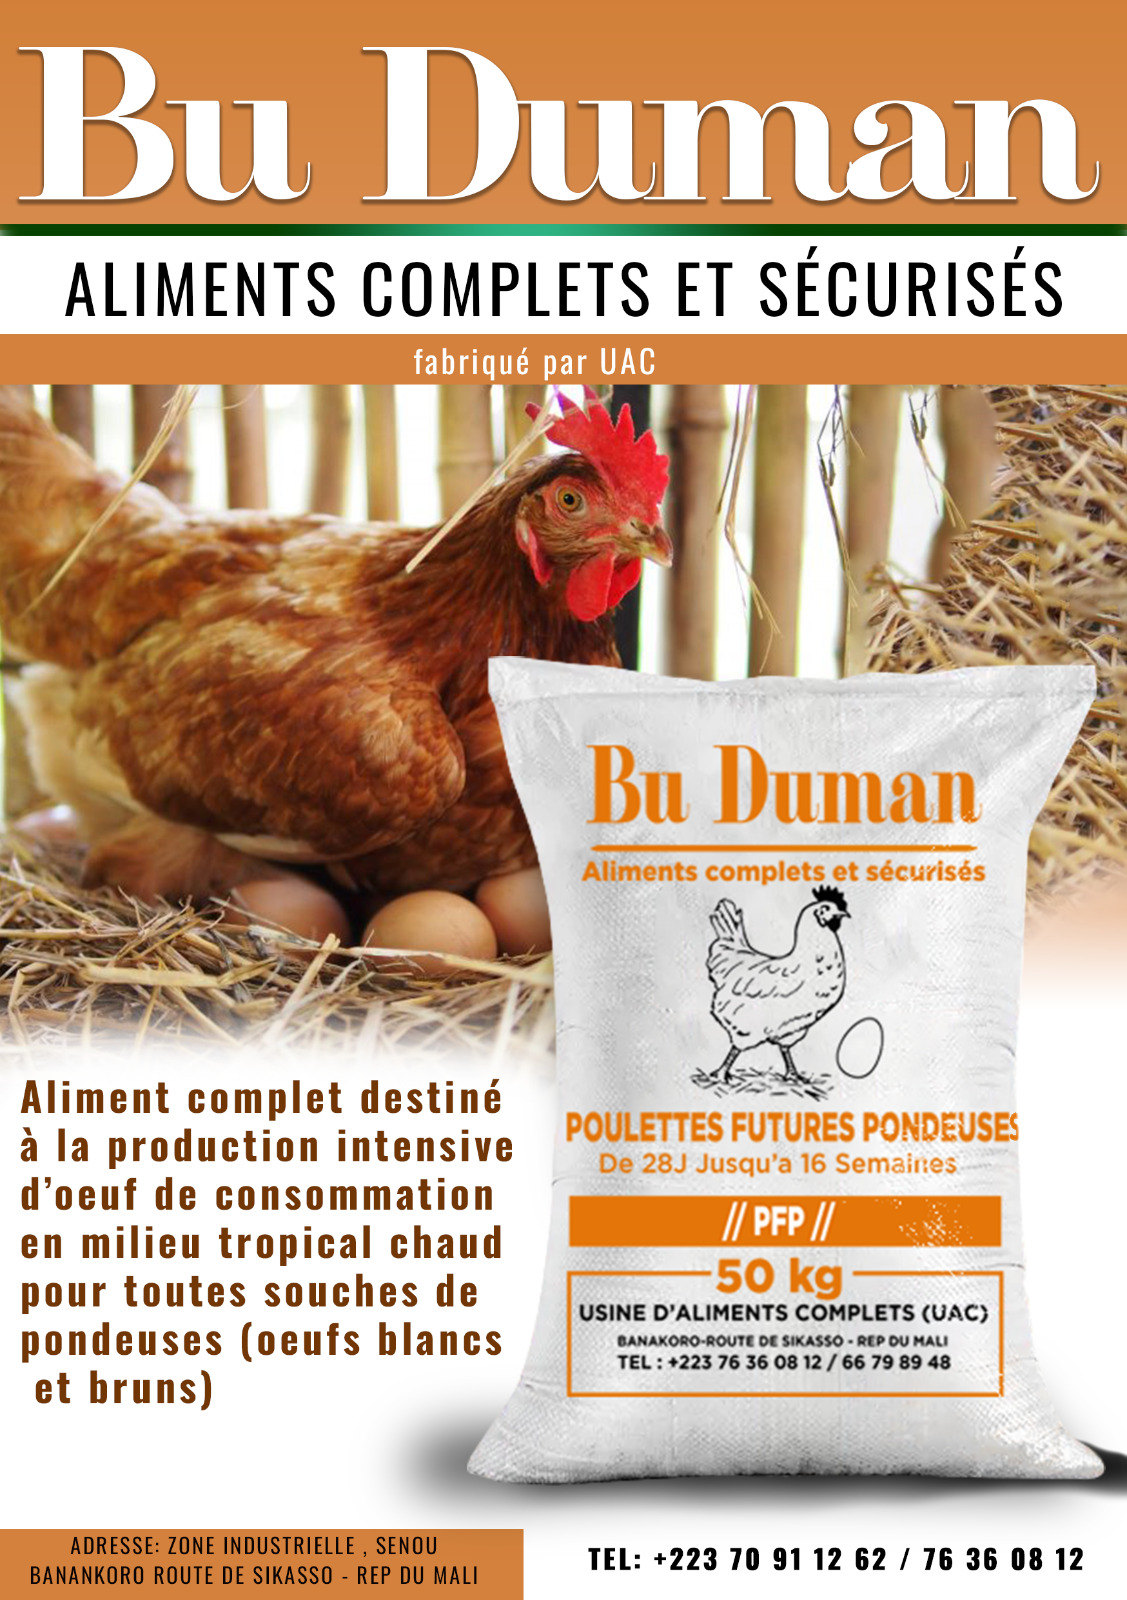 Bu Duman
ALIMENTS COMPLETS ET SÉCURISÉS
fabriqué par UAC
Bu Duman
Aliments complets et sécurisés
POULETTES FUTURES PONDEUSES
De 28J Jusqu'a 16 Semaines
// PFP //
50 kg
USINE D'ALIMENTS COMPLETS (UAC)
BANAKORO-ROUTE DE SIKASSO - REP DU MALI
TEL : +223 76 36 08 12 / 66 79 89 48
Aliment complet destiné
à la production intensive
d'oeuf de consommation
en milieu tropical chaud
pour toutes souches de
pondeuses (oeufs blancs
et bruns)
ADRESSE: ZONE INDUSTRIELLE , SENOU
BANANKORO ROUTE DE SIKASSO - REP DU MALI
TEL: +223 70 91 12 62 / 76 36 08 12